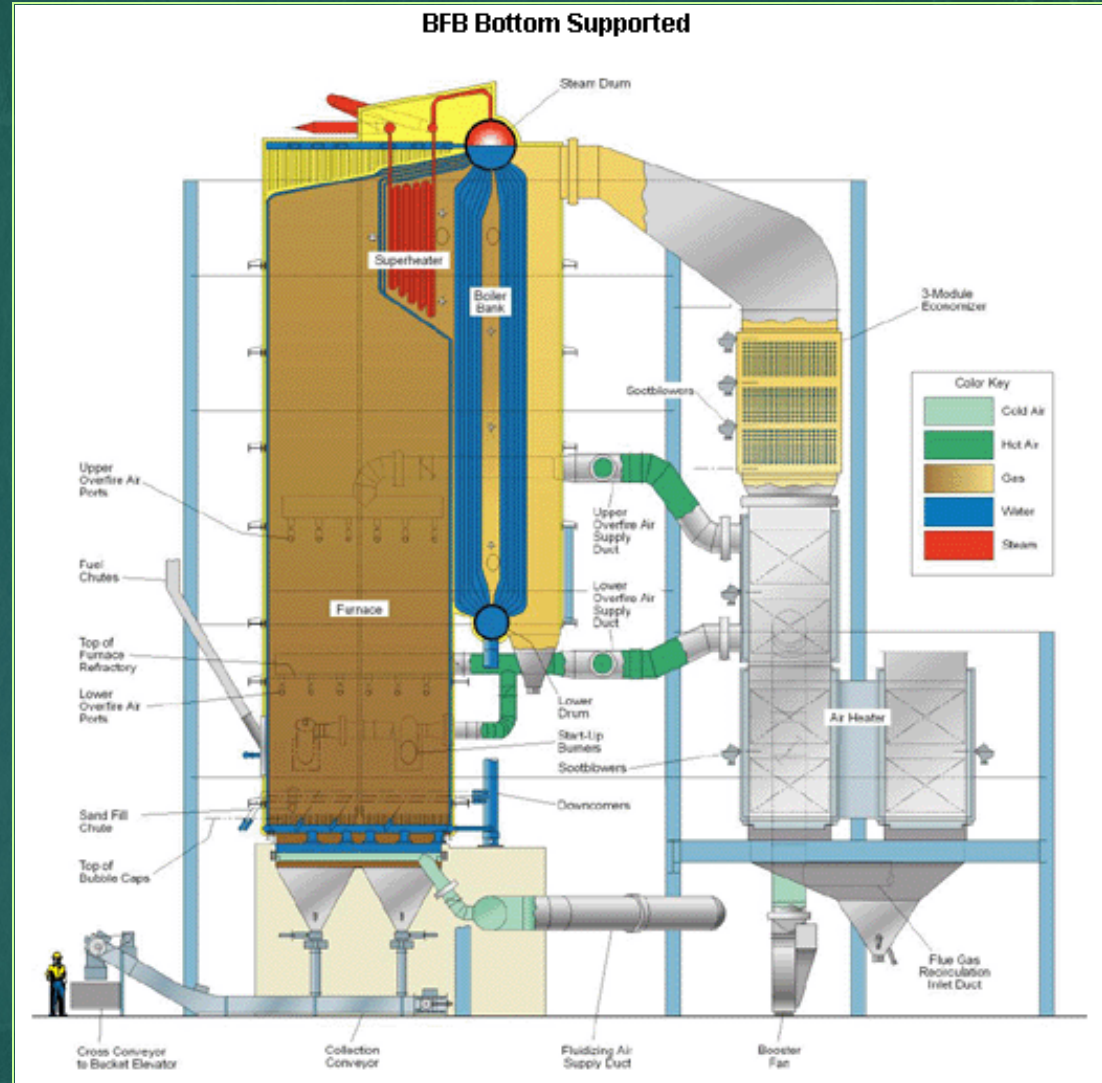 BFB Bottom Supported
Steam Drum
Superheater
Boiler
Bank
3-Module
Economizer
Sootblowers
Color Key
Cold Air
Hot Air
Gas
Water
Steam
Upper
Overfire Air
Ports
Upper
Overfire Air
Supply
Duct
Fuel
Chutes
Lower
Overfire Air
Supply
Duct
Furnace
Top of
Furnace
Refractory
Lower
Overfire Air
Ports
Lower
Drum
Air Heater
Start-Up
Burners
Sootblowers
Downcomers
Sand Fill
Chute
Top of
Bubble Caps
Flue Gas
Recirculation
Inlet Duct
Cross Conveyor
to Bucket Elevator
Collection
Conveyor
Fluidizing Air
Supply Duct
Booster
Fan